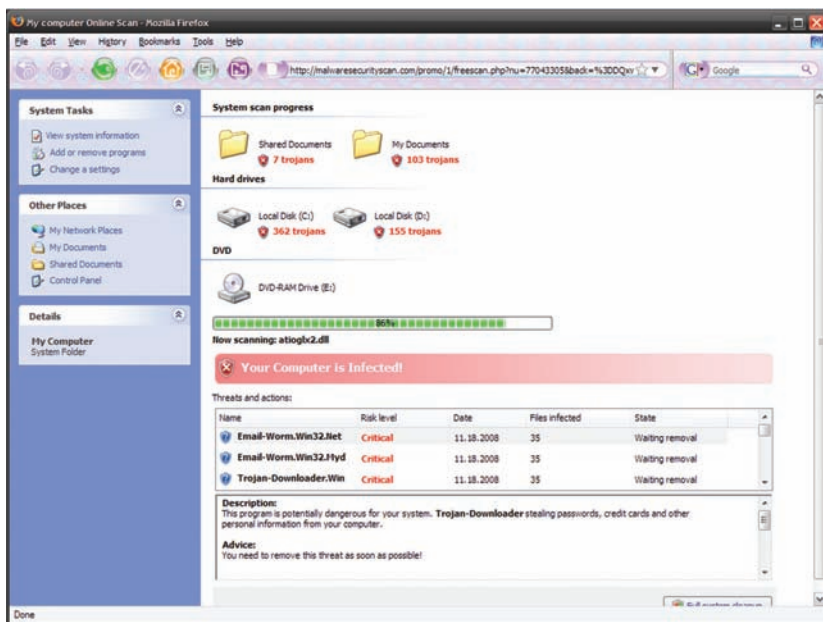 My computer Online Scan - Mozilla Firefox
File Edit View History Bookmarks Tools Help
http://malwaresecurityscan.com/promo/1/freescan.php?nu=77043305&back=%3DDQxv
Google
System Tasks
View system information
Add or remove programs
Change a settings
Other Places
My Network Places
My Documents
Shared Documents
Control Panel
Details
My Computer
System Folder
System scan progress
Shared Documents
7 trojans
My Documents
103 trojans
Hard drives
Local Disk (C:)
362 trojans
Local Disk (D:)
155 trojans
DVD
DVD-RAM Drive (E:)
86%
Now scanning: atioglx2.dll
Your Computer is Infected!
Threats and actions:
Name Risk level Date Files infected State
Email-Worm.Win32.Net Critical 11.18.2008 35 Waiting removal
Email-Worm.Win32.Myd Critical 11.18.2008 35 Waiting removal
Trojan-Downloader.Win Critical 11.18.2008 35 Waiting removal
Description:
This program is potentially dangerous for your system. Trojan-Downloader stealing passwords, credit cards and other
personal information from your computer.
Advice:
You need to remove this threat as soon as possible!
Full system cleanup
Done